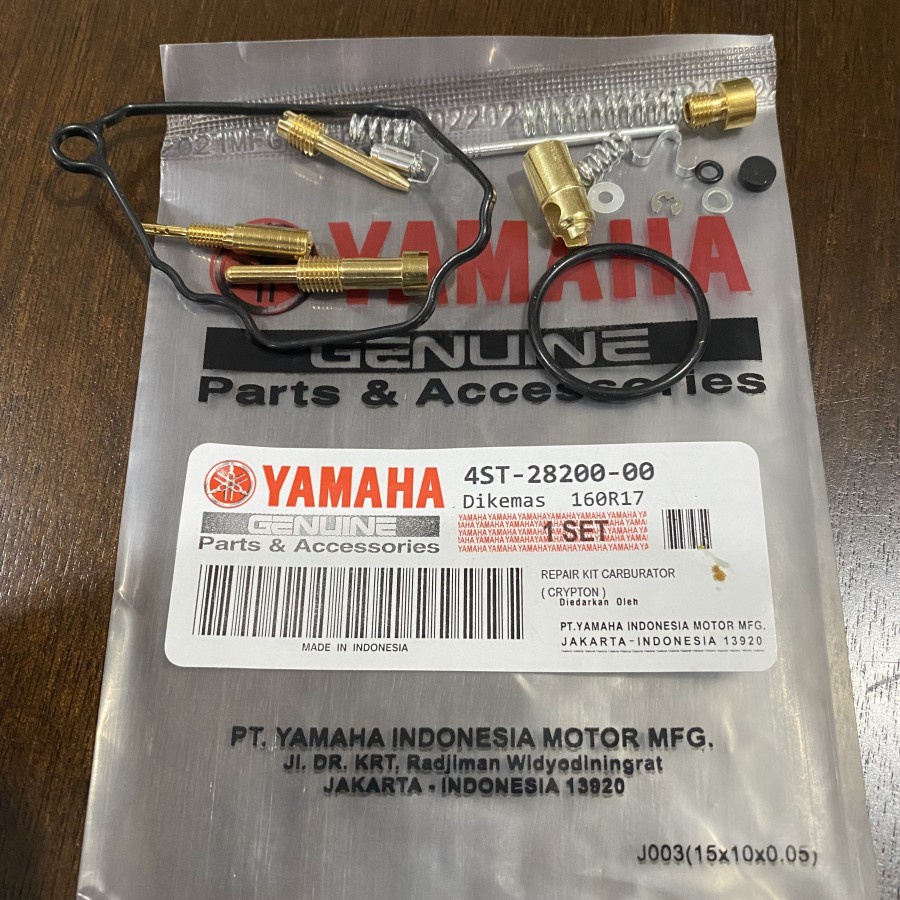 YAMAHA
GENUINE
Parts & Accessories
YAMAHA
4ST-28200-00
Dikemas 160R17
GENUINE
Parts & Accessories
1 SET
REPAIR KIT CARBURATOR
( CRYPTON )
Diedarkan Oleh
PT.YAMAHA INDONESIA MOTOR MFG.
JAKARTA-INDONESIA 13920
MADE IN INDONESIA
PT. YAMAHA INDONESIA MOTOR MFG.
Jl. DR. KRT. Radjiman Widyodiningrat
JAKARTA - INDONESIA 13920
J003(15x10x0.05)